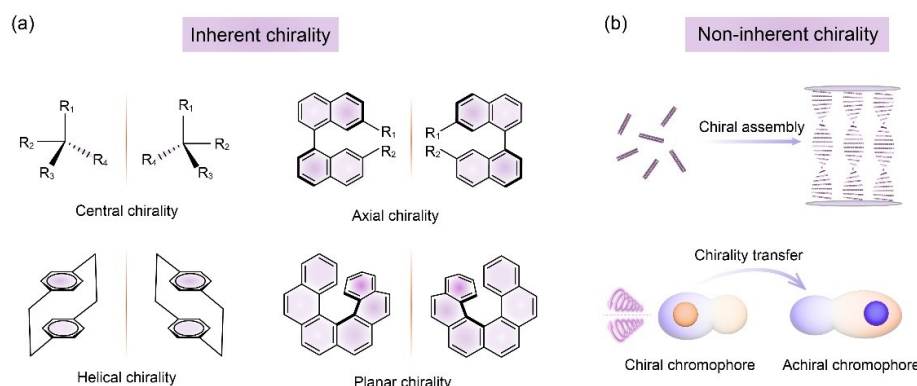 (a)
Inherent chirality
R1
R2
R4
R3
R1
R4
R2
R3
Central chirality
R1
R2
R1
R2
Axial chirality
Helical chirality
Planar chirality
(b)
Non-inherent chirality
Chiral assembly
Chirality transfer
Chiral chromophore
Achiral chromophore